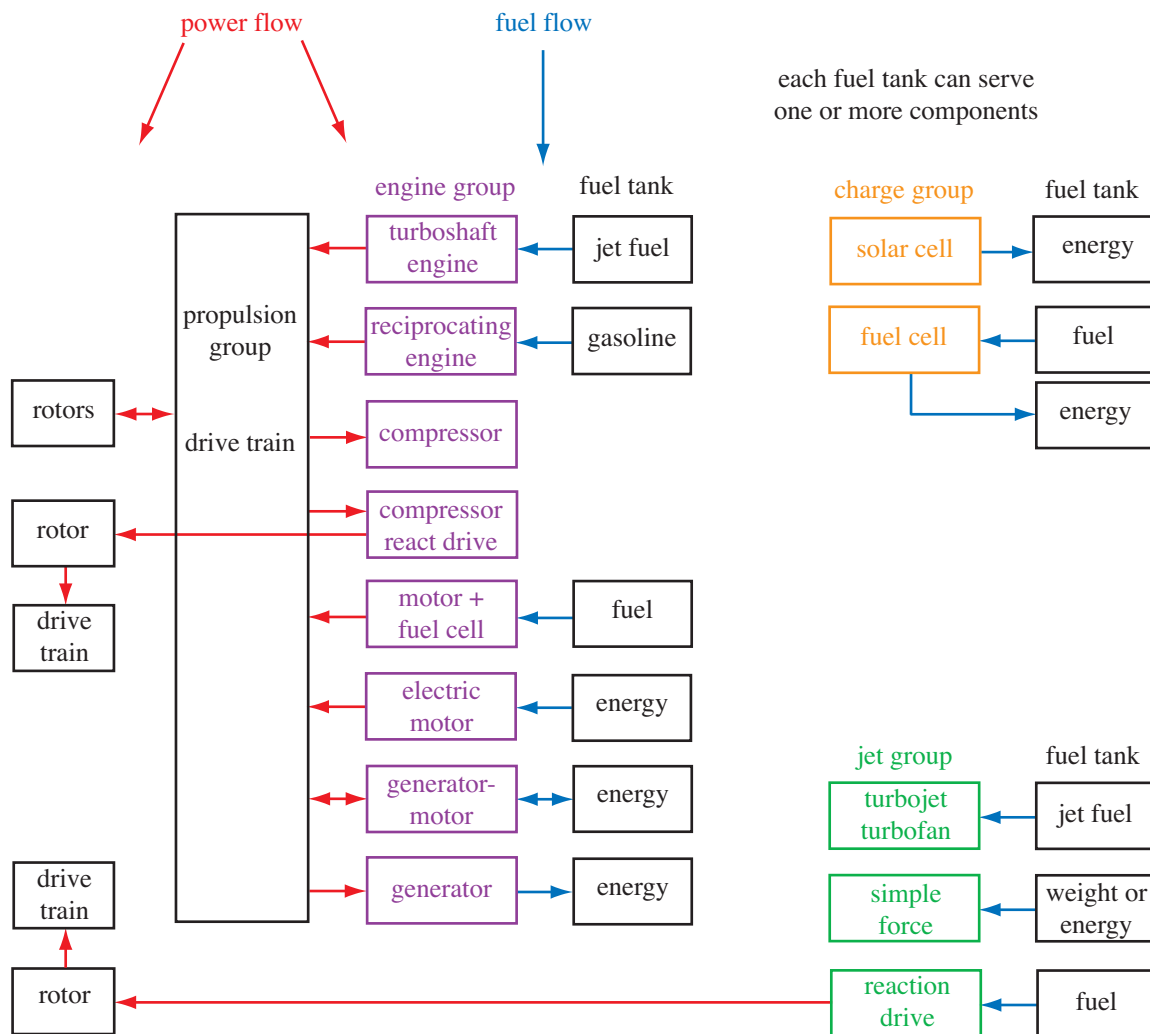 power flow
fuel flow
each fuel tank can serve
one or more components
engine group
fuel tank
charge group
fuel tank
turboshaft
engine
jet fuel
solar cell
energy
propulsion
group
reciprocating
engine
gasoline
fuel cell
fuel
rotors
drive train
compressor
energy
rotor
compressor
react drive
drive
train
motor +
fuel cell
fuel
electric
motor
energy
jet group
fuel tank
generator-
motor
energy
turbojet
turbofan
jet fuel
drive
train
generator
energy
simple
force
weight or
energy
rotor
reaction
drive
fuel